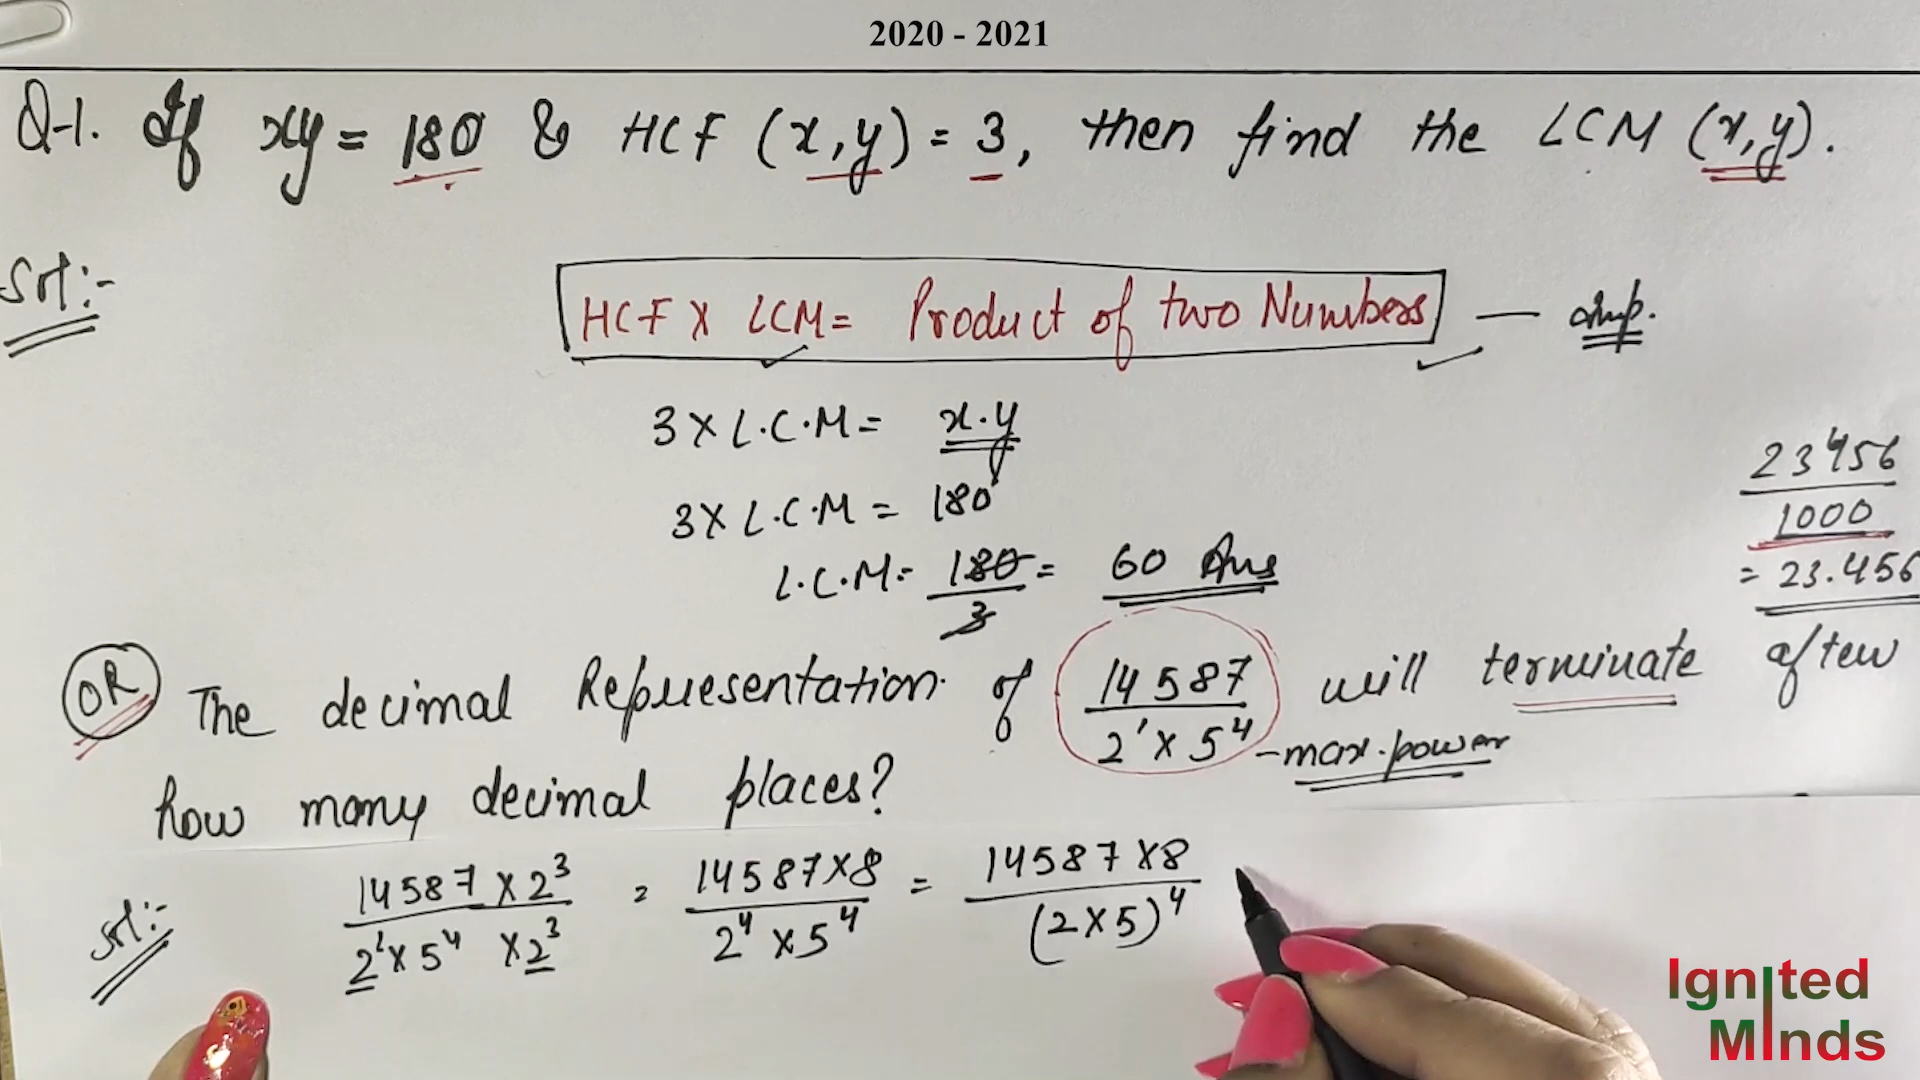 2020 - 2021
Q-1. If xy = 180 & HCF (x,y) = 3, then find the LCM (x,y).
Sol:-
HCF X LCM = Product of two Numbers — Imp.
3 X L.C.M = x.y
3 X L.C.M = 180
L.C.M = 180/3 = 60 Ans
23456
1000
= 23.456
OR The decimal Representation of 14587/(2¹ x 5⁴) will terminate after
-max.power
how many decimal places?
Sol:- (14587 x 2³)/(2¹ x 5⁴ x 2³) = (14587 x 8)/(2⁴ x 5⁴) = (14587 x 8)/(2 x 5)⁴
Ignited
Minds